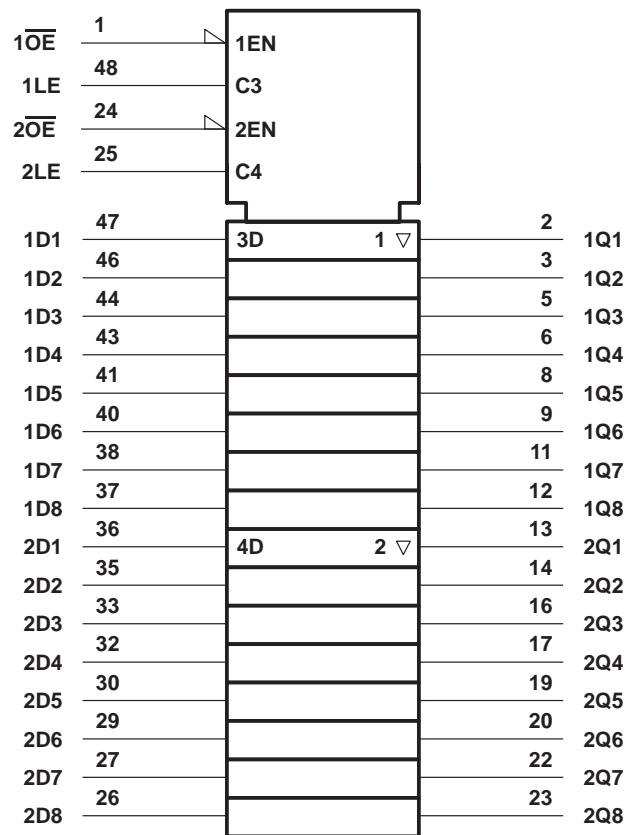 1O̅E̅ 1 1EN
1LE 48 C3
2O̅E̅ 24 2EN
2LE 25 C4
1D1 47 3D 1 ▽ 2 1Q1
1D2 46 3 1Q2
1D3 44 5 1Q3
1D4 43 6 1Q4
1D5 41 8 1Q5
1D6 40 9 1Q6
1D7 38 11 1Q7
1D8 37 12 1Q8
2D1 36 4D 2 ▽ 13 2Q1
2D2 35 14 2Q2
2D3 33 16 2Q3
2D4 32 17 2Q4
2D5 30 19 2Q5
2D6 29 20 2Q6
2D7 27 22 2Q7
2D8 26 23 2Q8